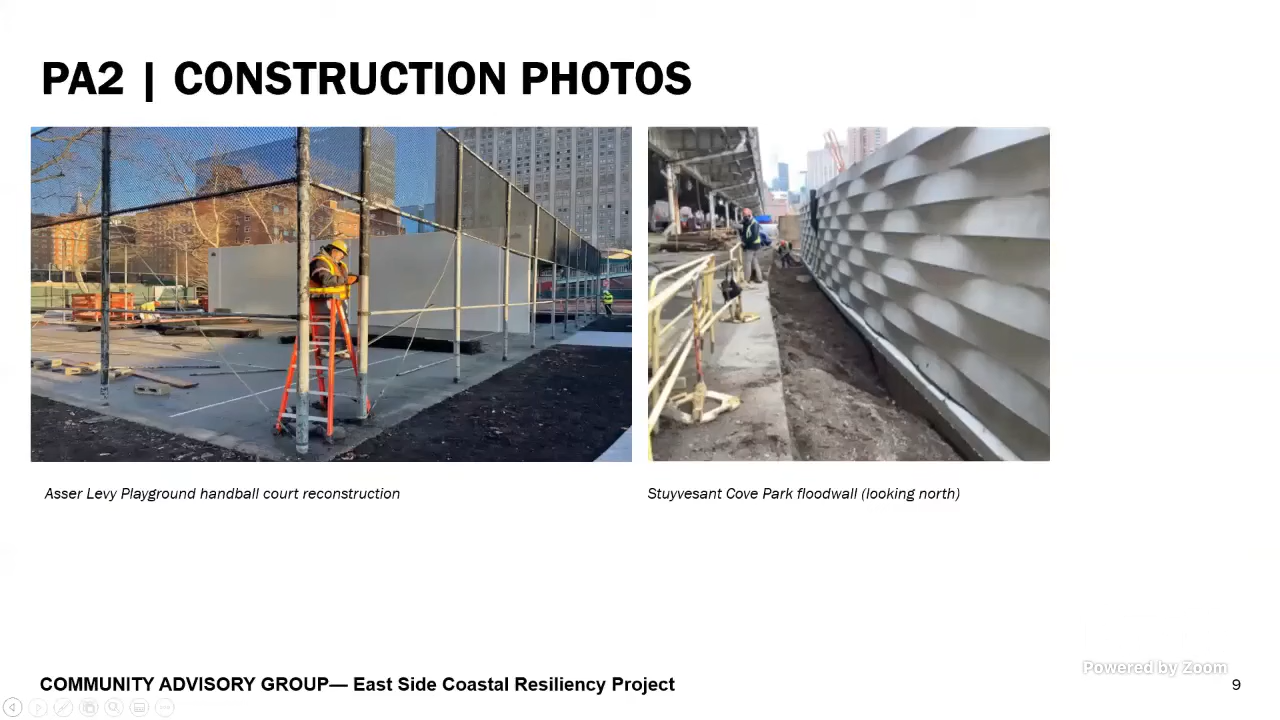 PA2 | CONSTRUCTION PHOTOS
Asser Levy Playground handball court reconstruction
Stuyvesant Cove Park floodwall (looking north)
Powered by Zoom
COMMUNITY ADVISORY GROUP— East Side Coastal Resiliency Project
9